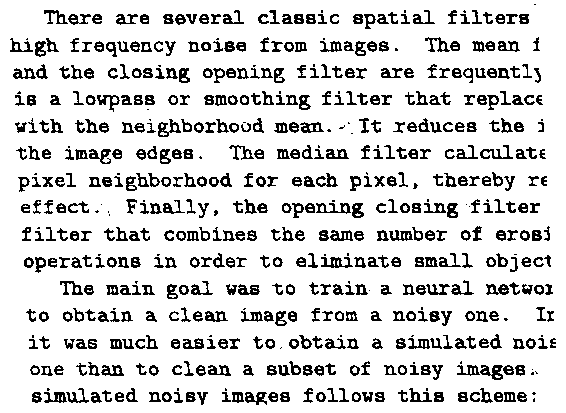 There are several classic spatial filters
high frequency noise from images. The mean f
and the closing opening filter are frequently
is a lowpass or smoothing filter that replace
with the neighborhood mean. It reduces the i
the image edges. The median filter calculate
pixel neighborhood for each pixel, thereby re
effect. Finally, the opening closing filter
filter that combines the same number of erosi
operations in order to eliminate small object
The main goal was to train a neural networ
to obtain a clean image from a noisy one. In
it was much easier to obtain a simulated nois
one than to clean a subset of noisy images.
simulated noisy images follows this scheme: